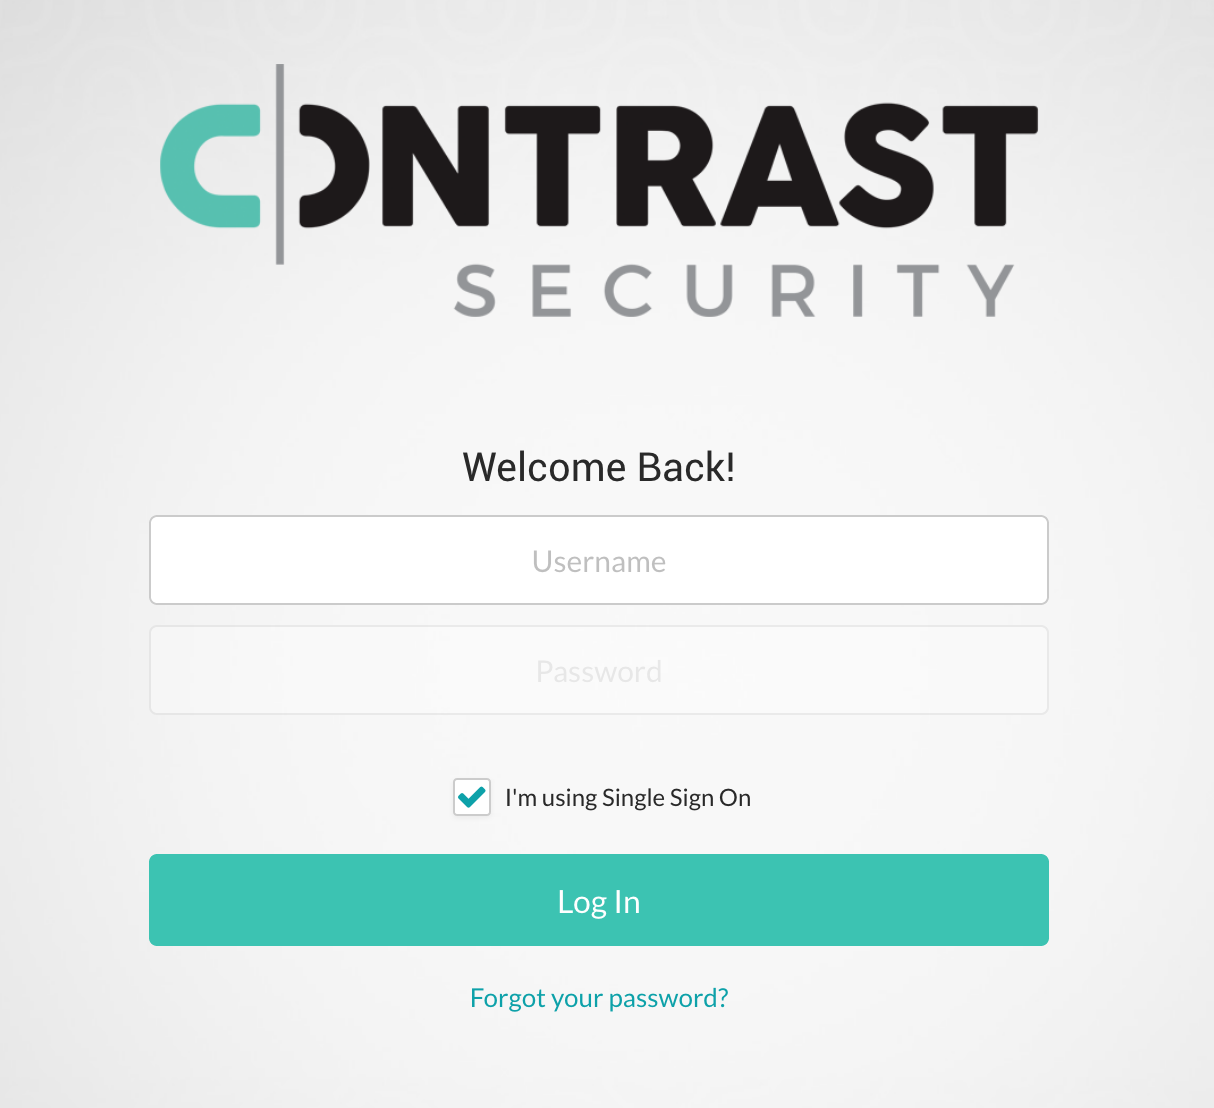 CONTRAST
SECURITY
Welcome Back!
Username
Password
I'm using Single Sign On
Log In
Forgot your password?